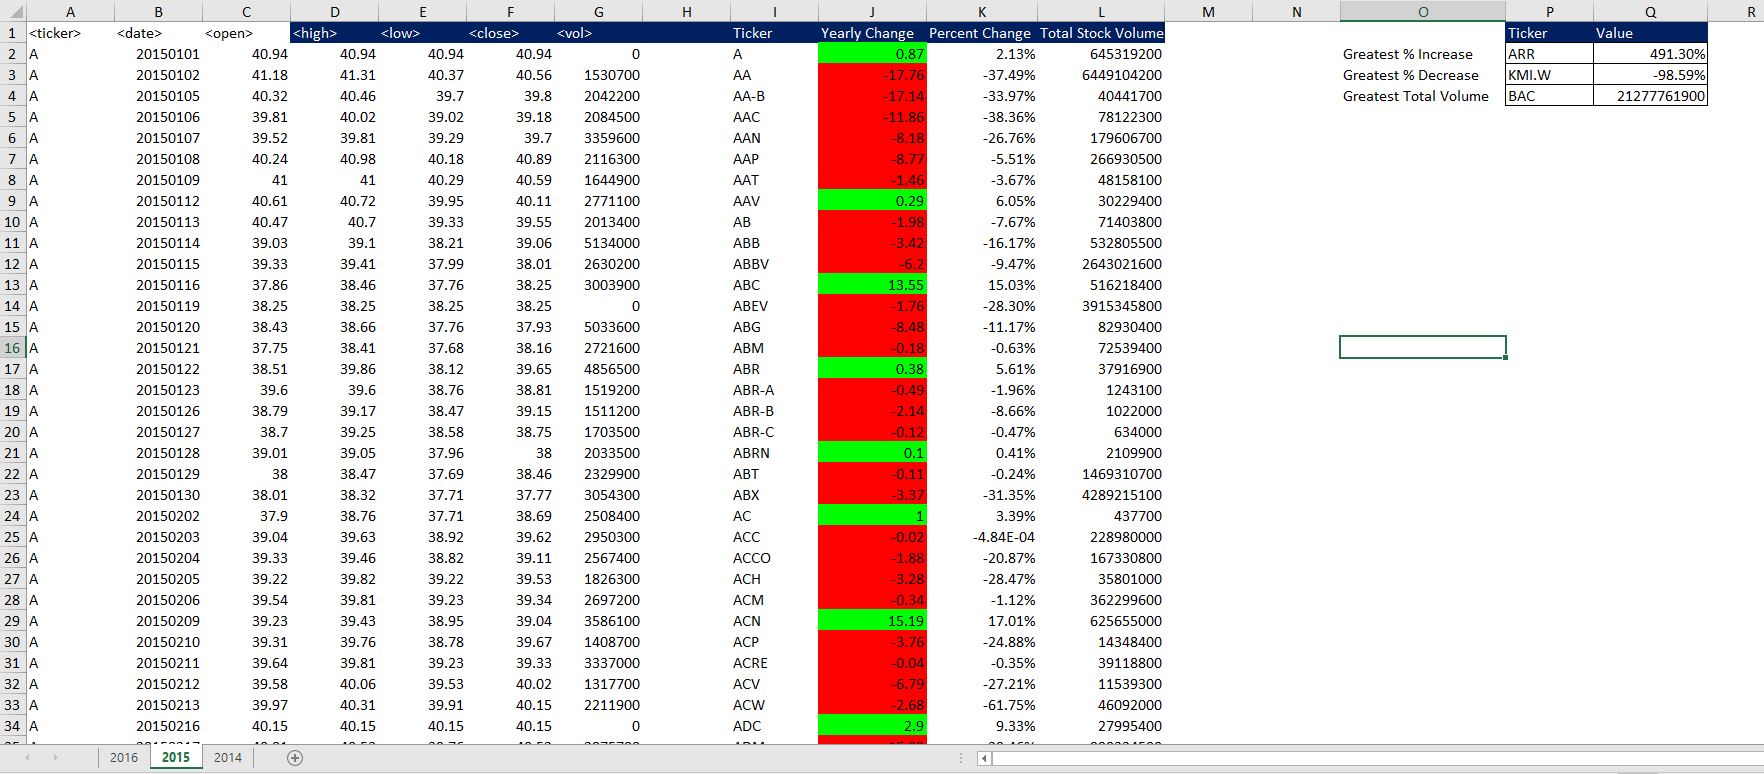 A B C D E F G H I J K L M N O P Q R
1 <ticker> <date> <open> <high> <low> <close> <vol> Ticker Yearly Change Percent Change Total Stock Volume Ticker Value
2 A 20150101 40.94 40.94 40.94 40.94 0 A 0.87 2.13% 645319200 Greatest % Increase ARR 491.30%
3 A 20150102 41.18 41.31 40.37 40.56 1530700 AA -17.76 -37.49% 6449104200 Greatest % Decrease KMI.W -98.59%
4 A 20150105 40.32 40.46 39.7 39.8 2042200 AA-B -17.14 -33.97% 40441700 Greatest Total Volume BAC 21277761900
5 A 20150106 39.81 40.02 39.02 39.18 2084500 AAC -11.86 -38.36% 78122300
6 A 20150107 39.52 39.81 39.29 39.7 3359600 AAN -8.18 -26.76% 179606700
7 A 20150108 40.24 40.98 40.18 40.89 2116300 AAP -8.77 -5.51% 266930500
8 A 20150109 41 41 40.29 40.59 1644900 AAT -1.46 -3.67% 48158100
9 A 20150112 40.61 40.72 39.95 40.11 2771100 AAV 0.29 6.05% 30229400
10 A 20150113 40.47 40.7 39.33 39.55 2013400 AB -1.98 -7.67% 71403800
11 A 20150114 39.03 39.1 38.21 39.06 5134000 ABB -3.42 -16.17% 532805500
12 A 20150115 39.33 39.41 37.99 38.01 2630200 ABBV -6.2 -9.47% 2643021600
13 A 20150116 37.86 38.46 37.76 38.25 3003900 ABC 13.55 15.03% 516218400
14 A 20150119 38.25 38.25 38.25 38.25 0 ABEV -1.76 -28.30% 3915345800
15 A 20150120 38.43 38.66 37.76 37.93 5033600 ABG -8.48 -11.17% 82930400
16 A 20150121 37.75 38.41 37.68 38.16 2721600 ABM -0.18 -0.63% 72539400
17 A 20150122 38.51 39.86 38.12 39.65 4856500 ABR 0.38 5.61% 37916900
18 A 20150123 39.6 39.6 38.76 38.81 1519200 ABR-A -0.49 -1.96% 1243100
19 A 20150126 38.79 39.17 38.47 39.15 1511200 ABR-B -2.14 -8.66% 1022000
20 A 20150127 38.7 39.25 38.58 38.75 1703500 ABR-C -0.12 -0.47% 634000
21 A 20150128 39.01 39.05 37.96 38 2033500 ABRN 0.1 0.41% 2109900
22 A 20150129 38 38.47 37.69 38.46 2329900 ABT -0.11 -0.24% 1469310700
23 A 20150130 38.01 38.32 37.71 37.77 3054300 ABX -3.37 -31.35% 4289215100
24 A 20150202 37.9 38.76 37.71 38.69 2508400 AC 1 3.39% 437700
25 A 20150203 39.04 39.63 38.92 39.62 2950300 ACC -0.02 -4.84E-04 228980000
26 A 20150204 39.33 39.46 38.82 39.11 2567400 ACCO -1.88 -20.87% 167330800
27 A 20150205 39.22 39.82 39.22 39.53 1826300 ACH -3.28 -28.47% 35801000
28 A 20150206 39.54 39.81 39.23 39.34 2697200 ACM -0.34 -1.12% 362299600
29 A 20150209 39.23 39.43 38.95 39.04 3586100 ACN 15.19 17.01% 625655000
30 A 20150210 39.31 39.76 38.78 39.67 1408700 ACP -3.76 -24.88% 14348400
31 A 20150211 39.64 39.81 39.23 39.33 3337000 ACRE -0.04 -0.35% 39118800
32 A 20150212 39.58 40.06 39.53 40.02 1317700 ACV -6.79 -27.21% 11539300
33 A 20150213 39.97 40.31 39.91 40.15 2211900 ACW -2.68 -61.75% 46092000
34 A 20150216 40.15 40.15 40.15 40.15 0 ADC 2.9 9.33% 27995400
2016 2015 2014